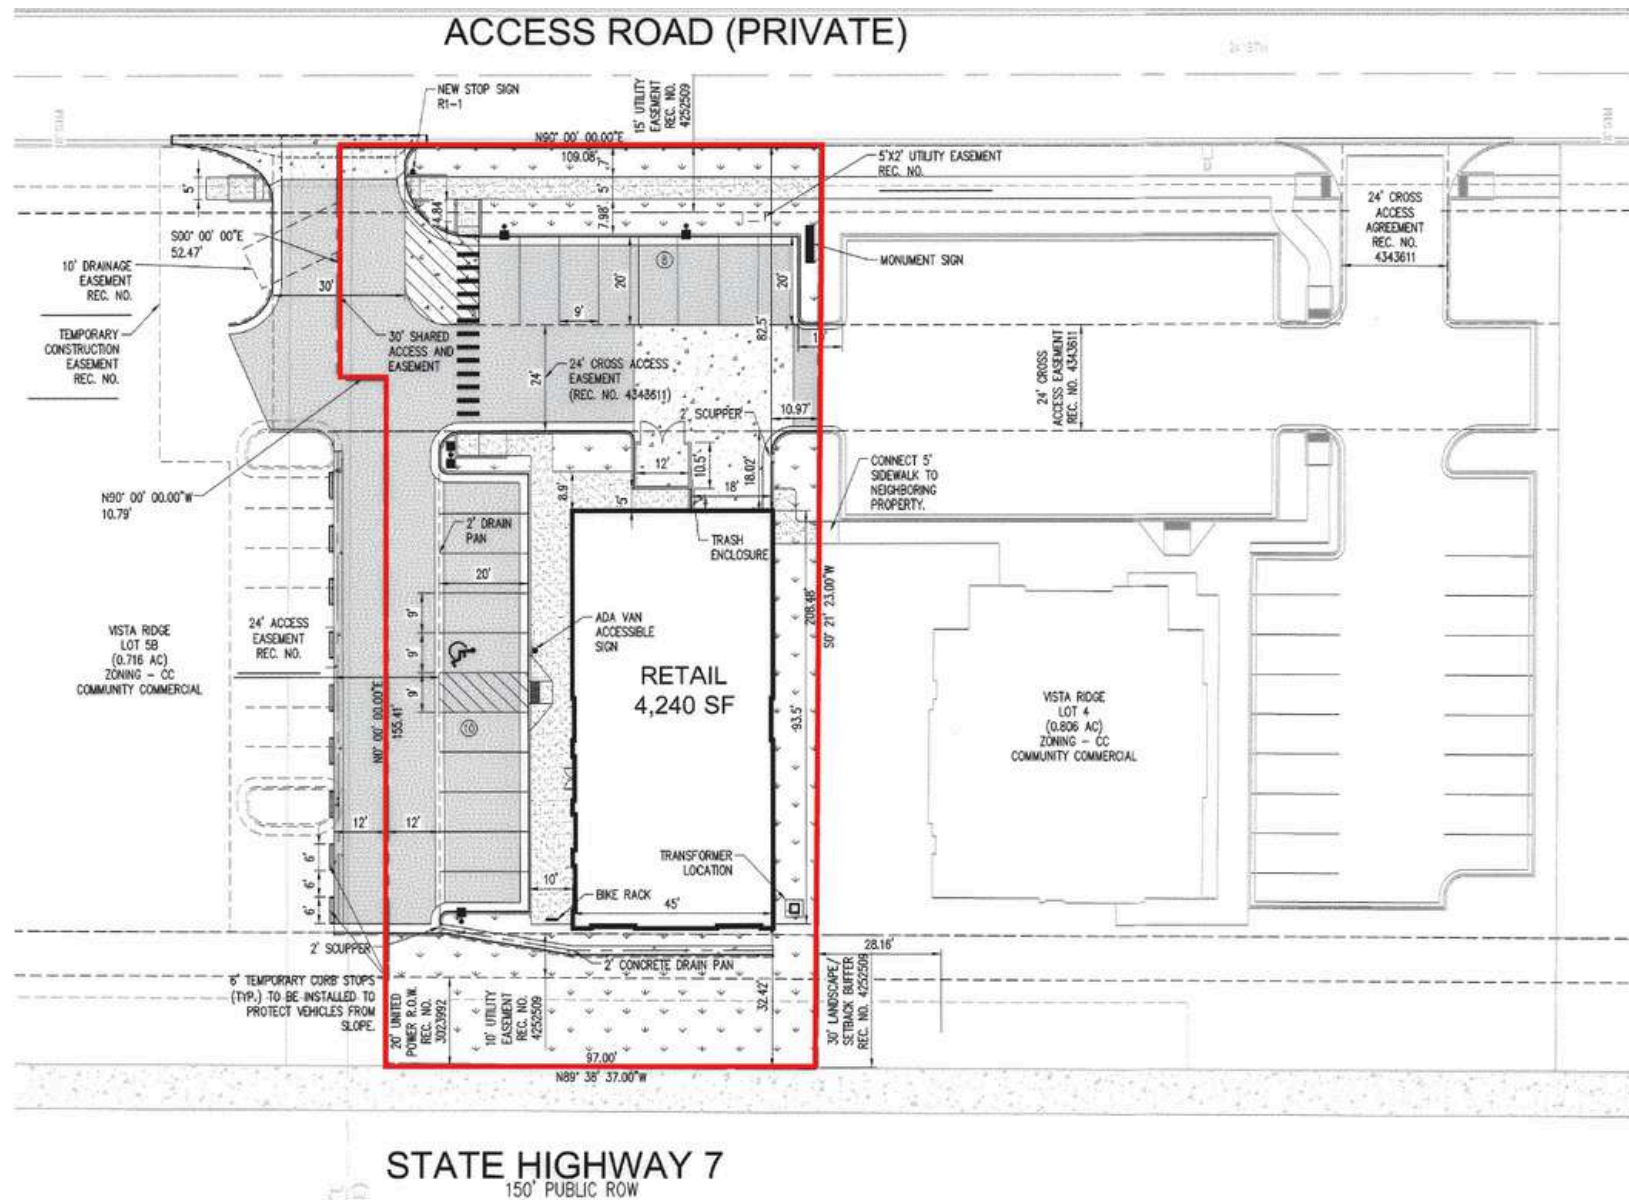 ACCESS ROAD (PRIVATE)
NEW STOP SIGN
R1-1
15' UTILITY
EASEMENT
REC. NO.
4252509
N90° 00' 00.00"E
109.08'
7'
5'
7.98'
5'
14.84'
5'X2' UTILITY EASEMENT
REC. NO.
24' CROSS
ACCESS
AGREEMENT
REC. NO.
4343611
S00° 00' 00"E
52.47'
10' DRAINAGE
EASEMENT
REC. NO.
MONUMENT SIGN
8
30'
20'
20'
9'
TEMPORARY
CONSTRUCTION
EASEMENT
REC. NO.
30' SHARED
ACCESS AND
EASEMENT
82.5'
24'
24' CROSS ACCESS
EASEMENT
(REC. NO. 4343611)
24' CROSS
ACCESS EASEMENT
REC. NO. 4343611
10.97'
2' SCUPPER
12'
10.5'
18.02'
18'
8.9'
5'
CONNECT 5'
SIDEWALK TO
NEIGHBORING
PROPERTY.
N90° 00' 00.00"W
10.79'
2' DRAIN
PAN
TRASH
ENCLOSURE
20'
9'
9'
9'
208.48'
S0° 21' 23.00"W
ADA VAN
ACCESSIBLE
SIGN
24' ACCESS
EASEMENT
REC. NO.
VISTA RIDGE
LOT 5B
(0.716 AC)
ZONING - CC
COMMUNITY COMMERCIAL
RETAIL
4,240 SF
93.5'
VISTA RIDGE
LOT 4
(0.806 AC)
ZONING - CC
COMMUNITY COMMERCIAL
N0° 00' 00.00"E
155.41'
10
12'
12'
6'
6'
6'
TRANSFORMER
LOCATION
10'
BIKE RACK
45'
2' SCUPPER
2' CONCRETE DRAIN PAN
28.16'
6' TEMPORARY CURB STOPS
(TYP.) TO BE INSTALLED TO
PROTECT VEHICLES FROM
SLOPE.
20' UNITED
POWER R.O.W.
REC. NO.
3023992
10' UTILITY
EASEMENT
REC. NO.
4252509
32.42'
30' LANDSCAPE/
SETBACK BUFFER
REC. NO. 4252509
97.00'
N89° 38' 37.00"W
STATE HIGHWAY 7
150' PUBLIC ROW